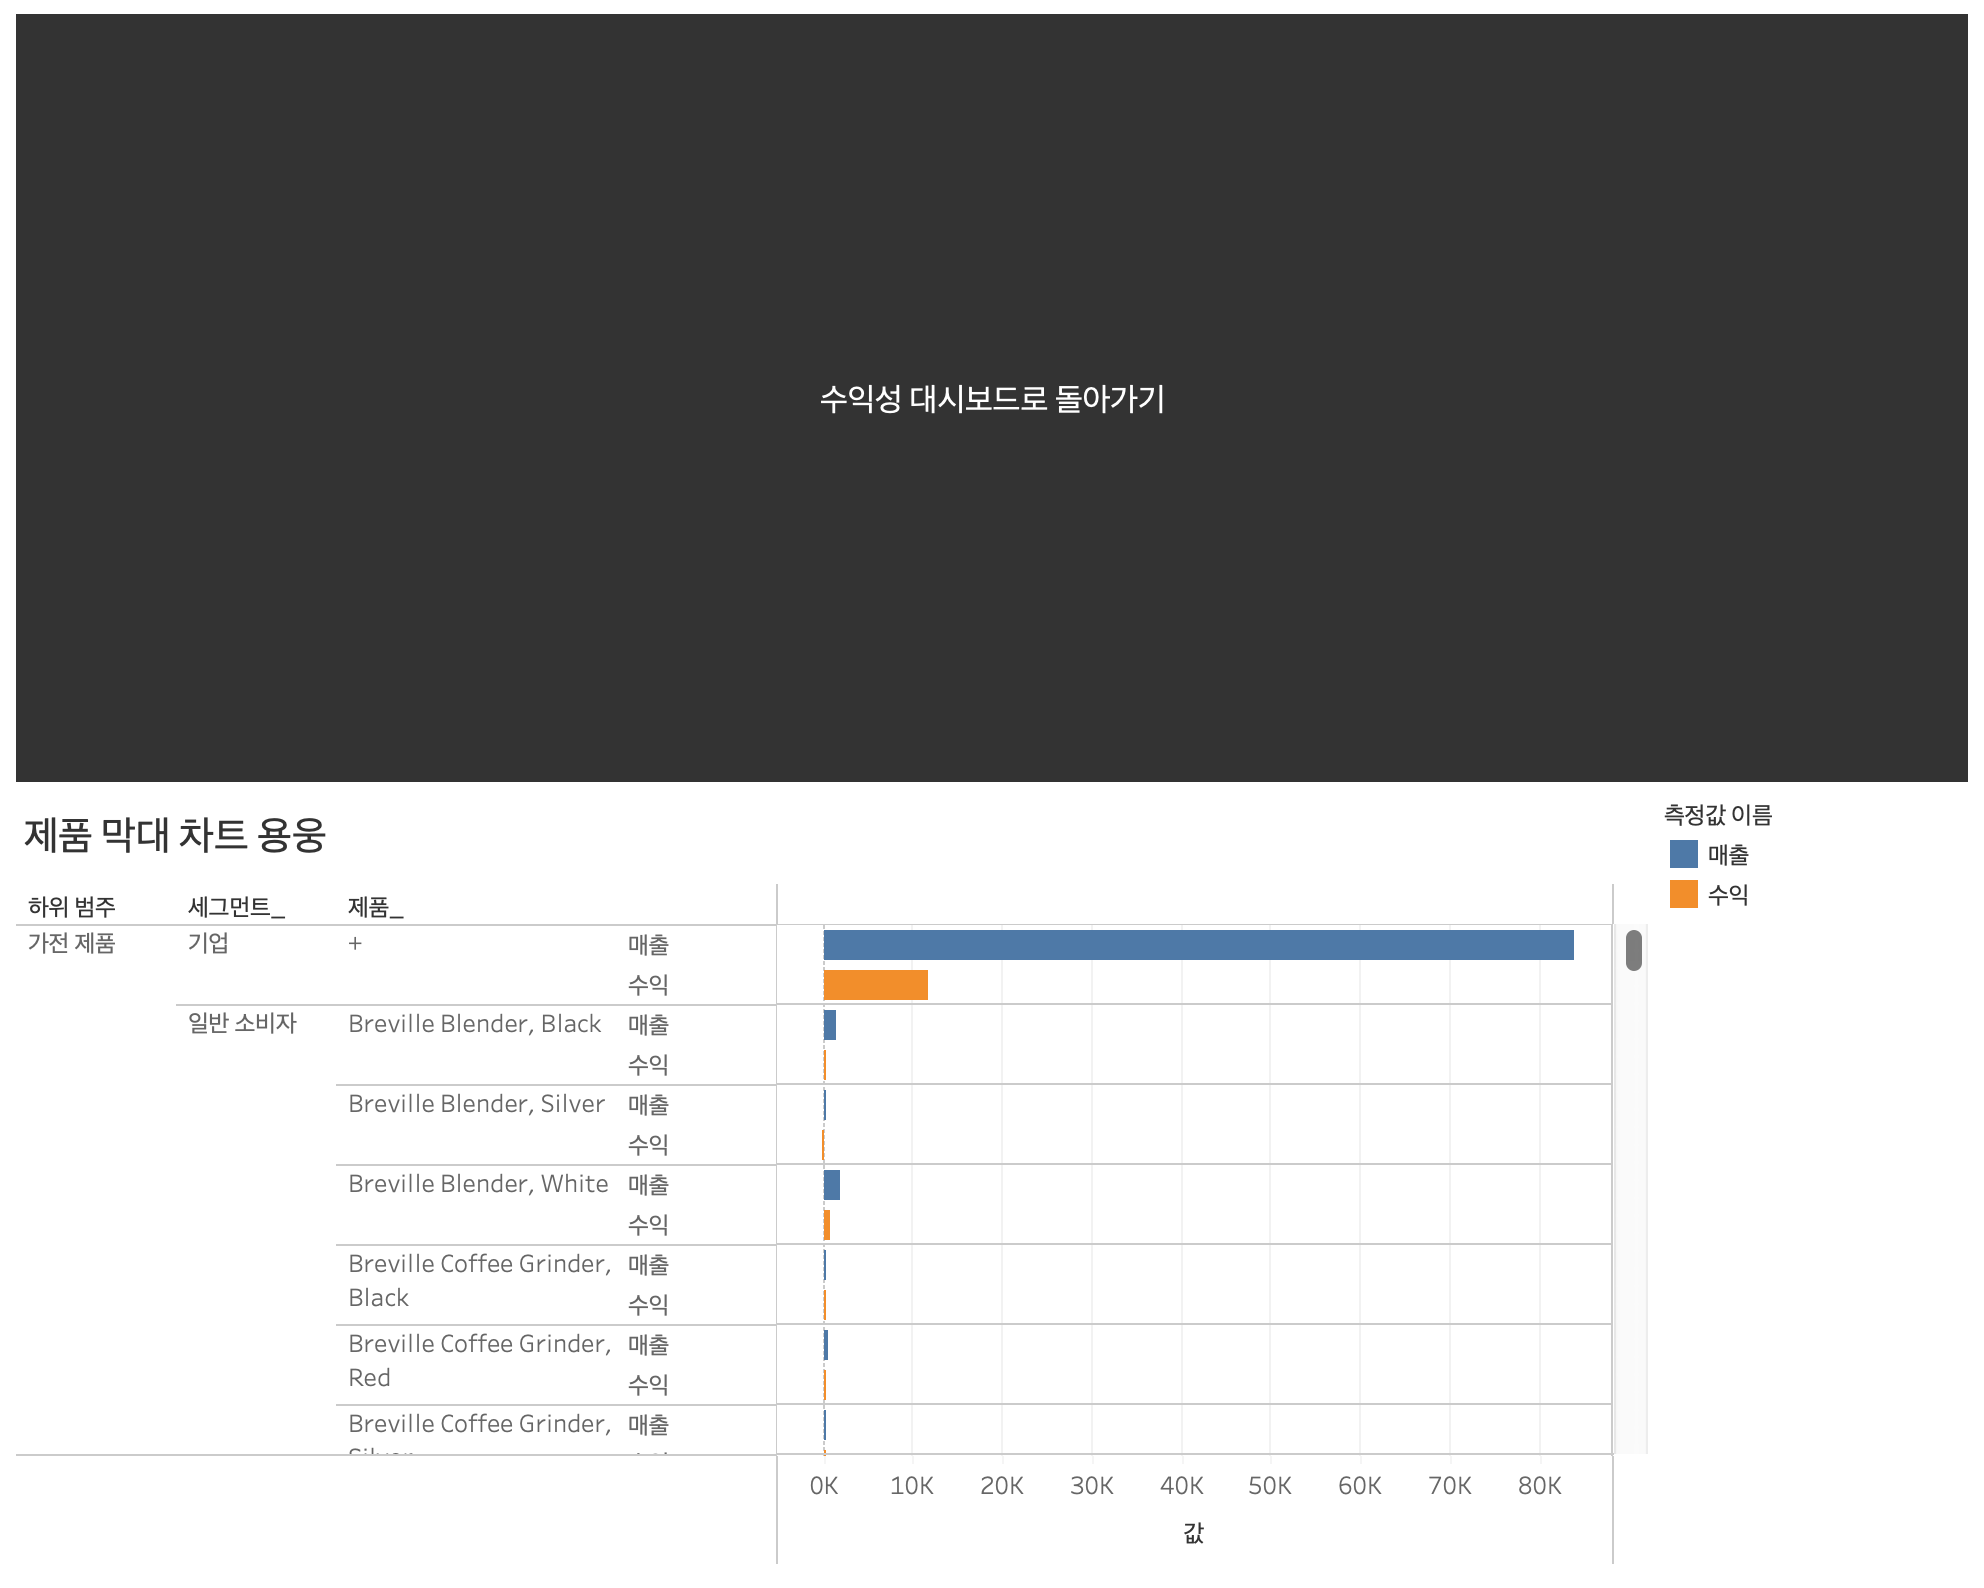 수익성 대시보드로 돌아가기
제품 막대 차트 용웅
측정값 이름
매출
수익
하위 범주 세그먼트_ 제품_
가전 제품 기업 + 매출
수익
일반 소비자 Breville Blender, Black 매출
수익
Breville Blender, Silver 매출
수익
Breville Blender, White 매출
수익
Breville Coffee Grinder, 매출
Black 수익
Breville Coffee Grinder, 매출
Red 수익
Breville Coffee Grinder, 매출
0K 10K 20K 30K 40K 50K 60K 70K 80K
값